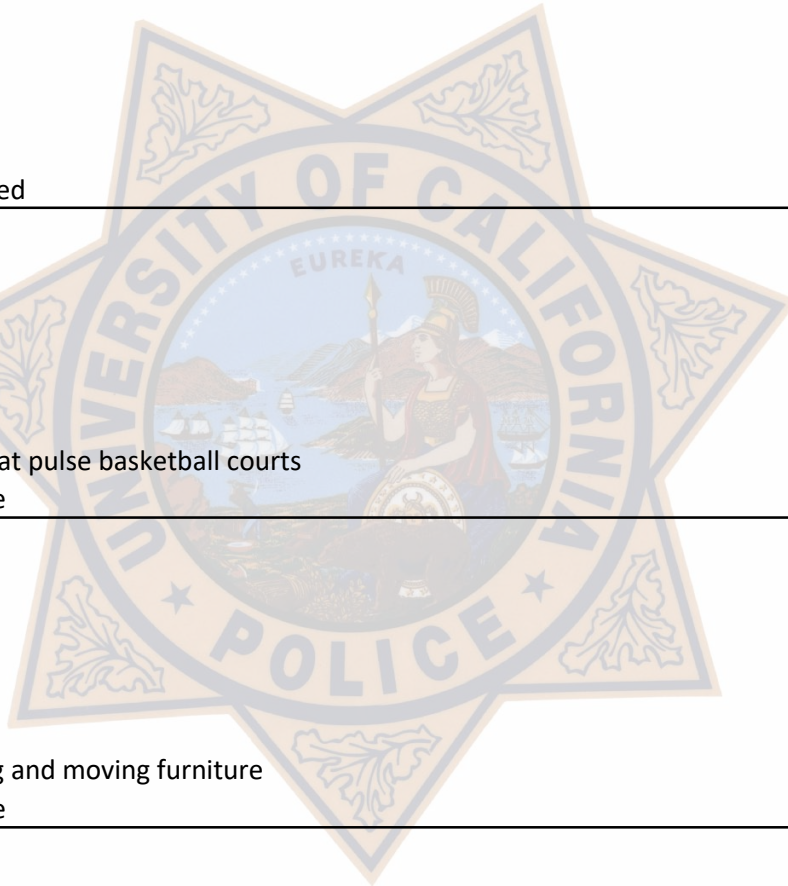 ed
UNIVERSITY OF CALIFORNIA
EUREKA
at pulse basketball courts
e
POLICE
g and moving furniture
e